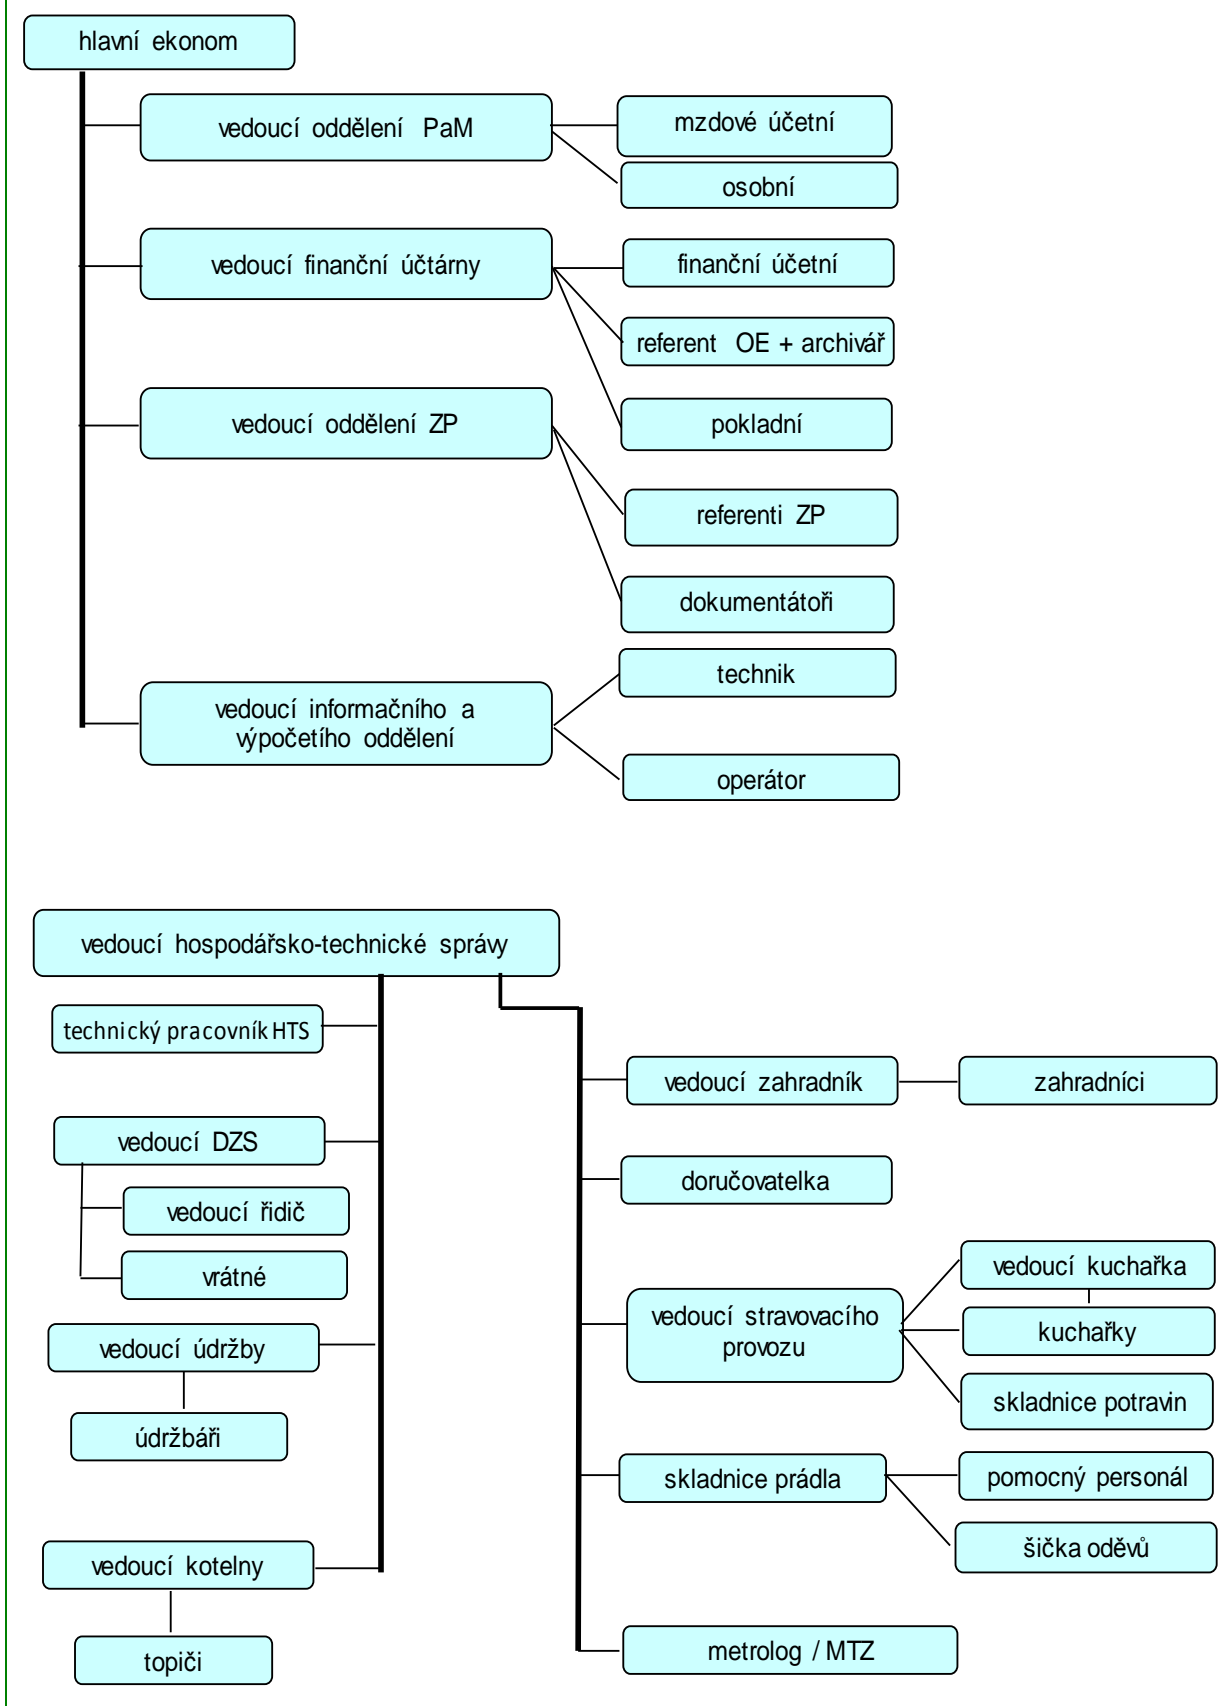 hlavní ekonom
vedoucí oddělení PaM
mzdové účetní
osobní
vedoucí finanční účtárny
finanční účetní
referent OE + archivář
vedoucí oddělení ZP
pokladní
referenti ZP
dokumentátoři
technik
vedoucí informačního a
výpočetího oddělení
operátor
vedoucí hospodářsko-technické správy
technický pracovník HTS
vedoucí DZS
vedoucí řidič
vrátné
vedoucí údržby
údržbáři
vedoucí kotelny
topiči
vedoucí zahradník
zahradníci
doručovatelka
vedoucí stravovacího
provozu
vedoucí kuchařka
kuchařky
skladnice potravin
skladnice prádla
pomocný personál
šička oděvů
metrolog / MTZ